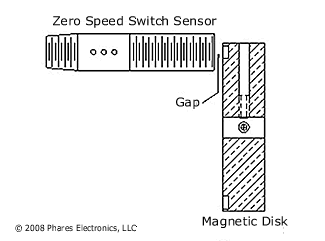 Zero Speed Switch Sensor
Gap
Magnetic Disk
© 2008 Phares Electronics, LLC